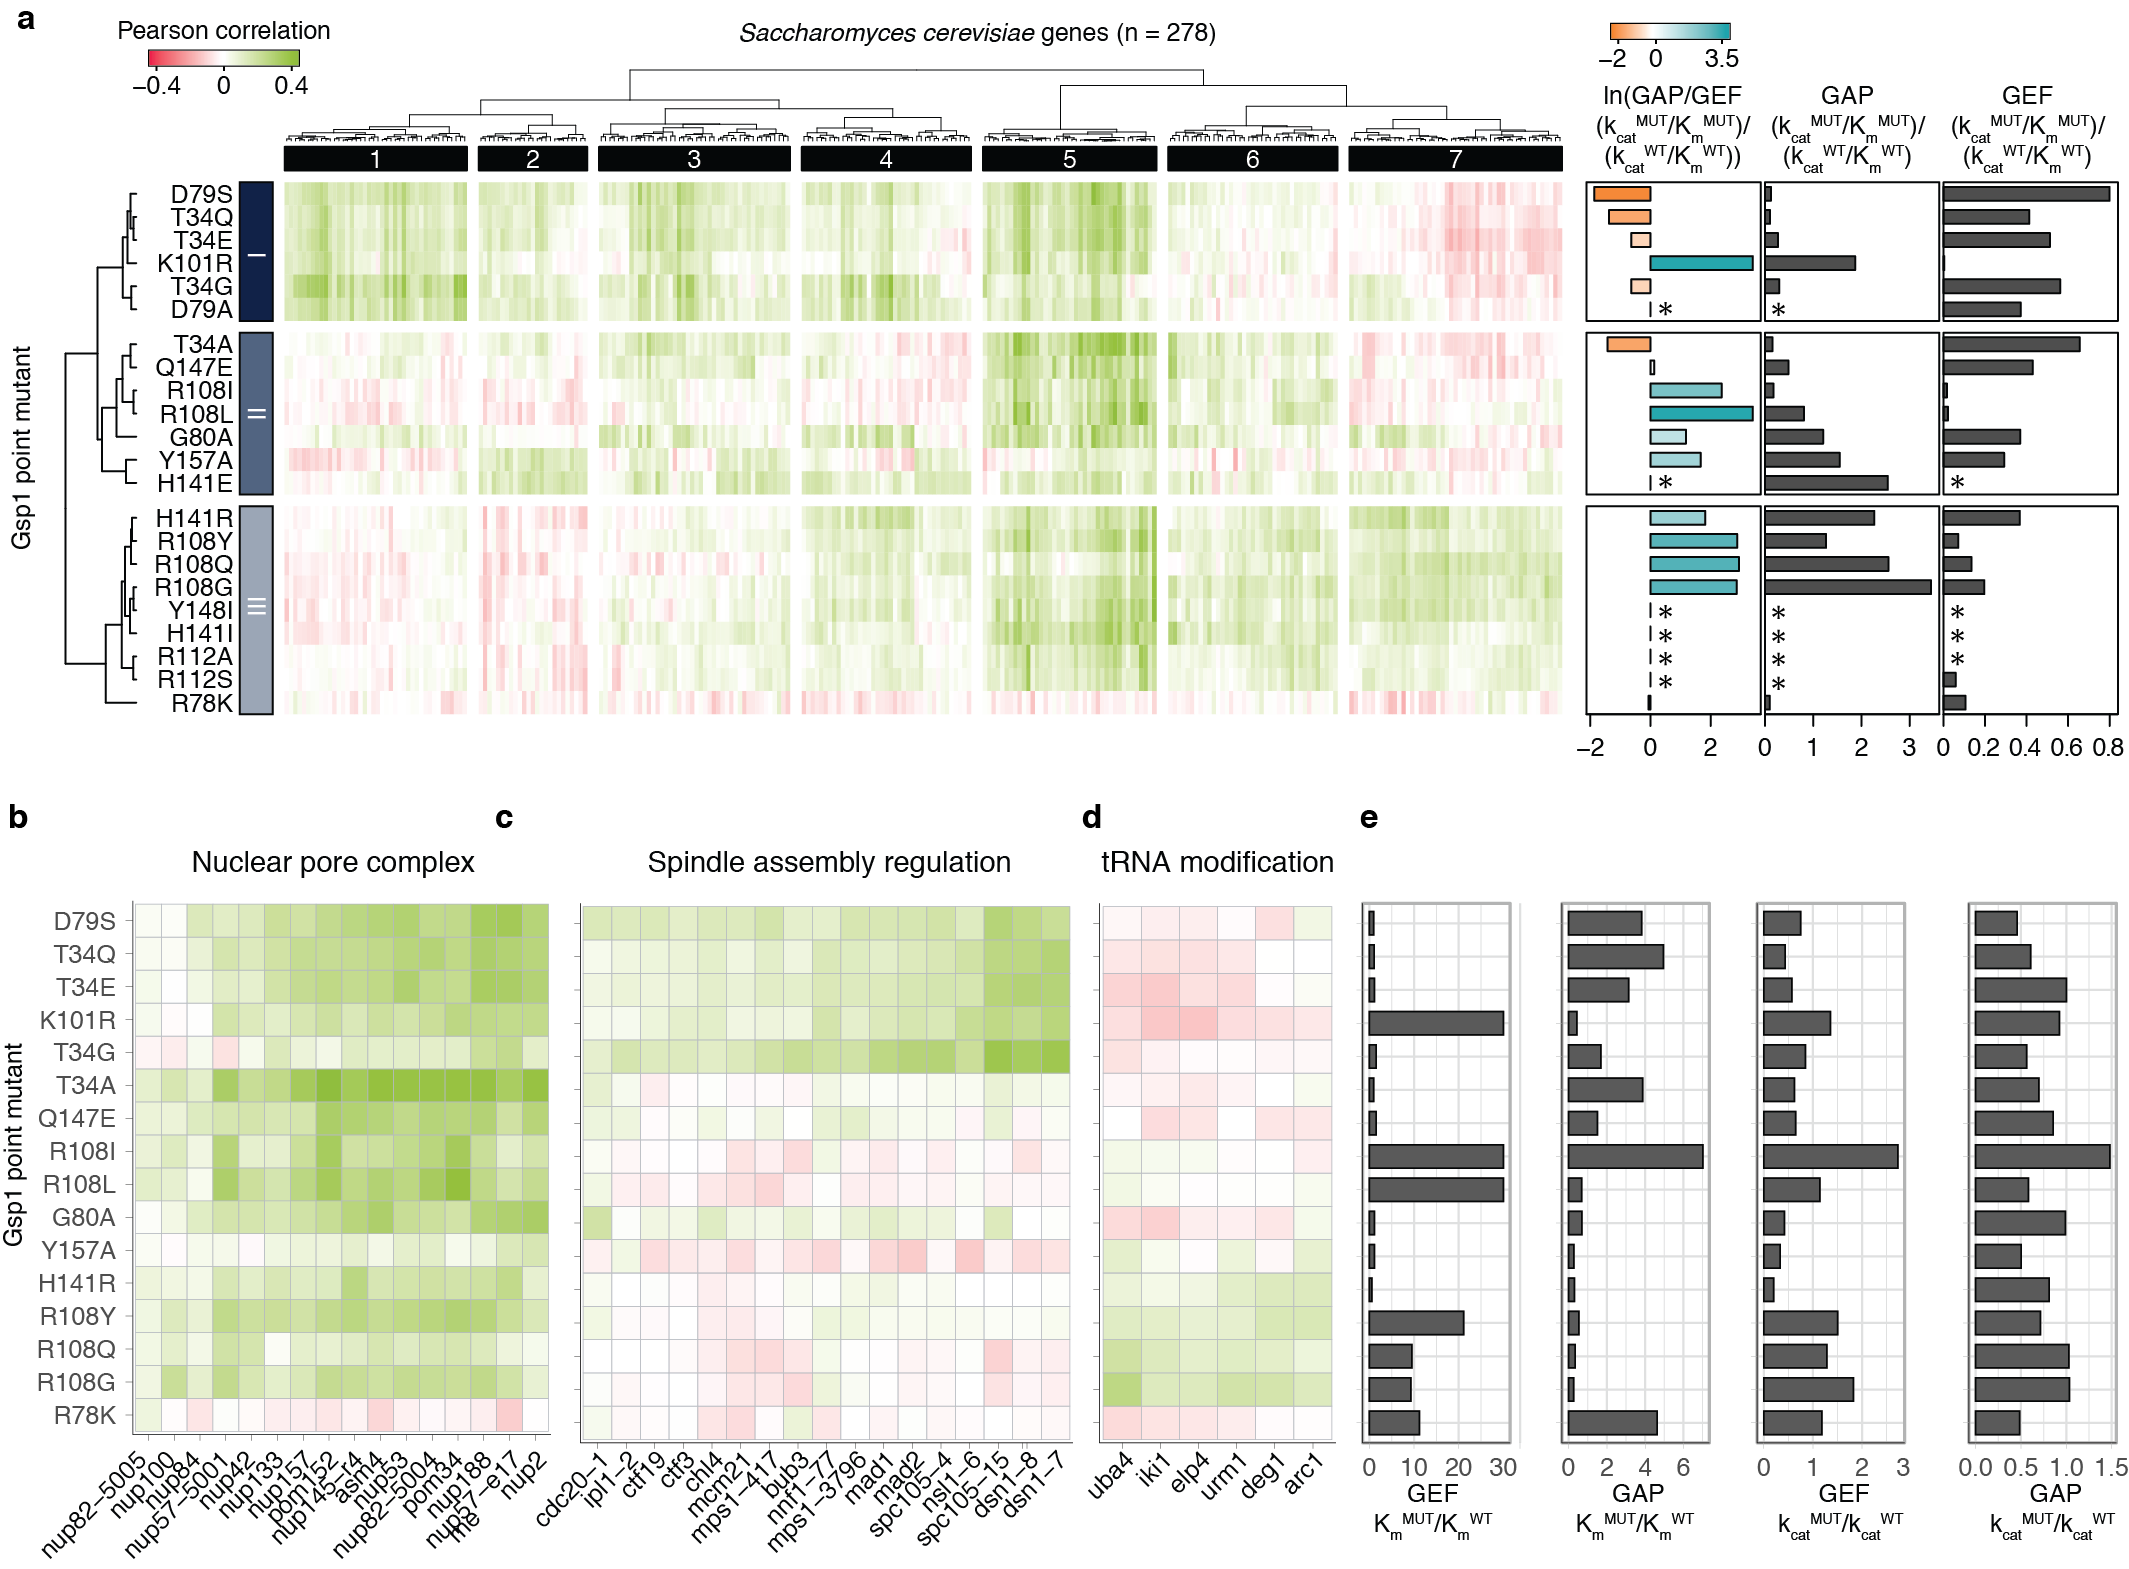 a
Pearson correlation
−0.4 0 0.4
Saccharomyces cerevisiae genes (n = 278)
−2 0 3.5
ln(GAP/GEF
(kcat MUT/Km MUT)/
(kcat WT/Km WT))
GAP
(kcat MUT/Km MUT)/
(kcat WT/Km WT)
GEF
(kcat MUT/Km MUT)/
(kcat WT/Km WT)
1 2 3 4 5 6 7
Gsp1 point mutant
I
D79S
T34Q
T34E
K101R
T34G
D79A
* *
II
T34A
Q147E
R108I
R108L
G80A
Y157A
H141E
* *
III
H141R
R108Y
R108Q
R108G
Y148I
H141I
R112A
R112S
R78K
* * *
* * *
* * *
* *
−2 0 2
0 1 2 3
0 0.2 0.4 0.6 0.8
b
Nuclear pore complex
c
Spindle assembly regulation
d
tRNA modification
e
Gsp1 point mutant
D79S
T34Q
T34E
K101R
T34G
T34A
Q147E
R108I
R108L
G80A
Y157A
H141R
R108Y
R108Q
R108G
R78K
nup82−5005
nup100
nup84
nup57−5001
nup42
nup133
nup157
pom152
nup145−r4
asm4
nup53
nup82−5004
pom34
nup188
nup57−e17
nup2
cdc20−1
ipl1−2
ctf19
ctf3
chl4
mcm21
mps1−417
bub3
nnf1−77
mps1−3796
mad1
mad2
spc105−4
nsl1−6
spc105−15
dsn1−8
dsn1−7
uba4
iki1
elp4
urm1
deg1
arc1
0 10 20 30
GEF
Km MUT/Km WT
0 2 4 6
GAP
Km MUT/Km WT
0 1 2 3
GEF
kcat MUT/kcat WT
0.0 0.5 1.0 1.5
GAP
kcat MUT/kcat WT